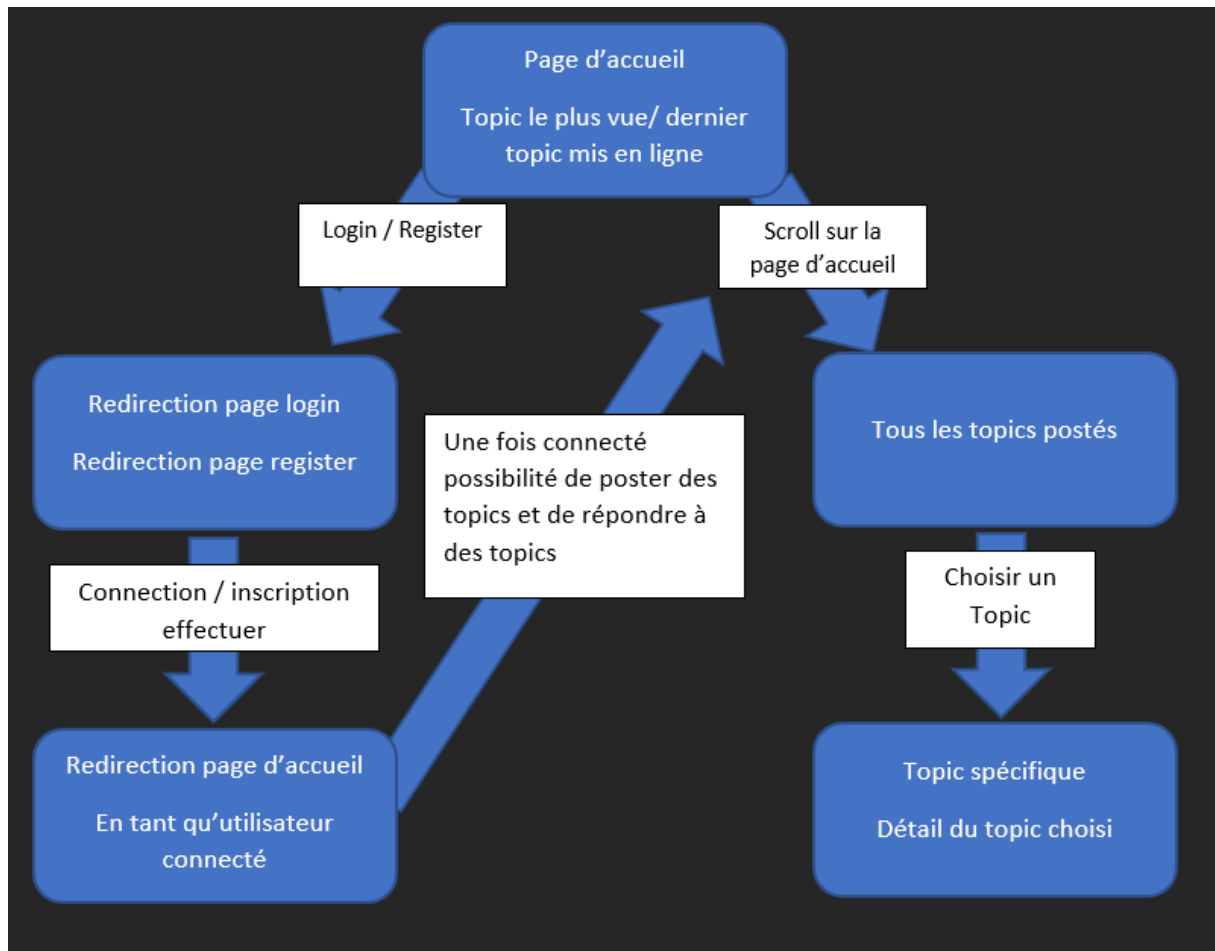 Page d’accueil
Topic le plus vue/ dernier
topic mis en ligne
Login / Register
Scroll sur la
page d’accueil
Redirection page login
Redirection page register
Une fois connecté
possibilité de poster des
topics et de répondre à
des topics
Tous les topics postés
Connection / inscription
effectuer
Choisir un
Topic
Redirection page d’accueil
En tant qu’utilisateur
connecté
Topic spécifique
Détail du topic choisi